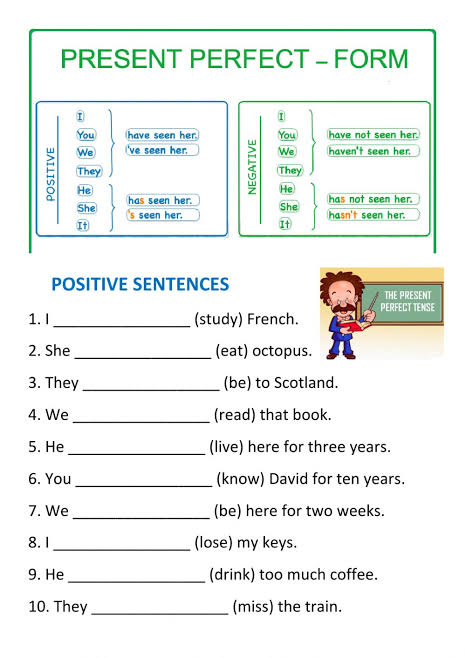 PRESENT PERFECT – FORM
POSITIVE
I
You
We
They
have seen her.
've seen her.
He
She
It
has seen her.
's seen her.
NEGATIVE
I
You
We
They
have not seen her.
haven't seen her.
He
She
It
has not seen her.
hasn't seen her.
POSITIVE SENTENCES
THE PRESENT
PERFECT TENSE
1. I ________________ (study) French.
2. She ________________ (eat) octopus.
3. They ________________ (be) to Scotland.
4. We ________________ (read) that book.
5. He ________________ (live) here for three years.
6. You ________________ (know) David for ten years.
7. We ________________ (be) here for two weeks.
8. I ________________ (lose) my keys.
9. He ________________ (drink) too much coffee.
10. They ________________ (miss) the train.